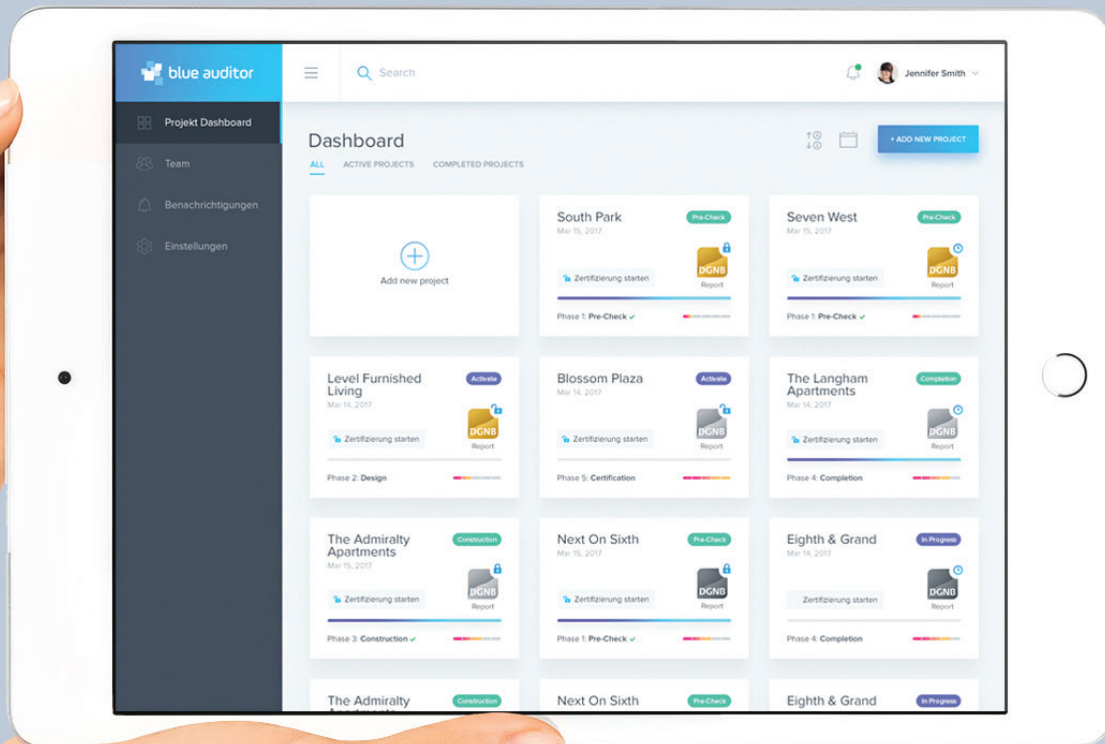 blue auditor
Search
Jennifer Smith
Projekt Dashboard
Team
Benachrichtigungen
Einstellungen
Dashboard
+ ADD NEW PROJECT
ALL ACTIVE PROJECTS COMPLETED PROJECTS
Add new project
South Park
Pre-Check
Mar 15, 2017
DGNB
Zertifizierung starten
Report
Phase 1: Pre-Check
Seven West
Pre-Check
Mar 15, 2017
DGNB
Zertifizierung starten
Report
Phase 1: Pre-Check
Level Furnished
Living
Activate
Mar 14, 2017
DGNB
Zertifizierung starten
Report
Phase 2: Design
Blossom Plaza
Activate
Mar 14, 2017
DGNB
Zertifizierung starten
Report
Phase 5: Certification
The Langham
Apartments
Completion
Mar 14, 2017
DGNB
Zertifizierung starten
Report
Phase 4: Completion
The Admiralty
Apartments
Construction
Mar 15, 2017
DGNB
Zertifizierung starten
Report
Phase 3: Construction
Next On Sixth
Pre-Check
Mar 15, 2017
DGNB
Zertifizierung starten
Report
Phase 1: Pre-Check
Eighth & Grand
In Progress
Mar 14, 2017
DGNB
Zertifizierung starten
Report
Phase 4: Completion
The Admiralty
Apartments
Construction
Next On Sixth
Pre-Check
Eighth & Grand
In Progress